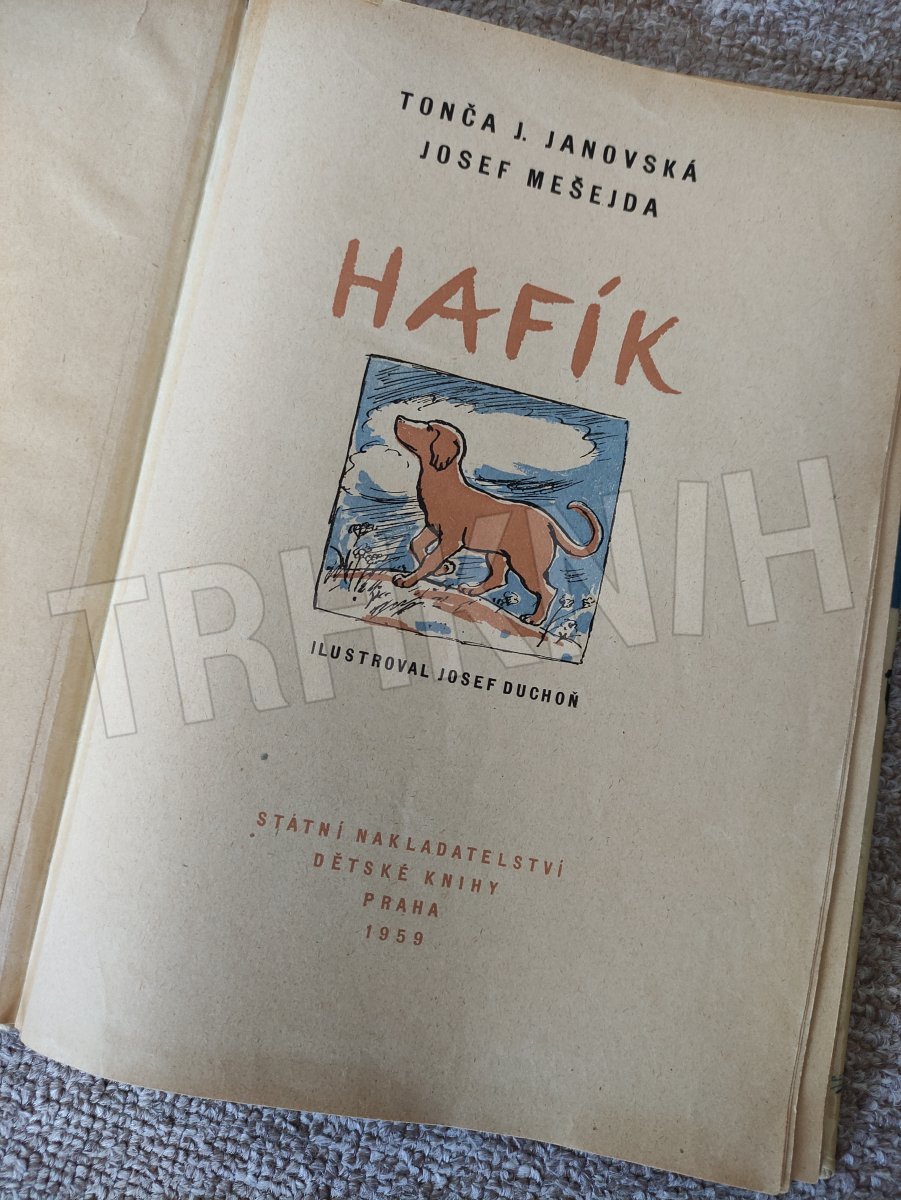 TONČA J. JANOVSKÁ
JOSEF MEŠEJDA
HAFÍK
ILUSTROVAL JOSEF DUCHOŇ
STÁTNÍ NAKLADATELSTVÍ
DĚTSKÉ KNIHY
PRAHA
1959
TRHKNIH